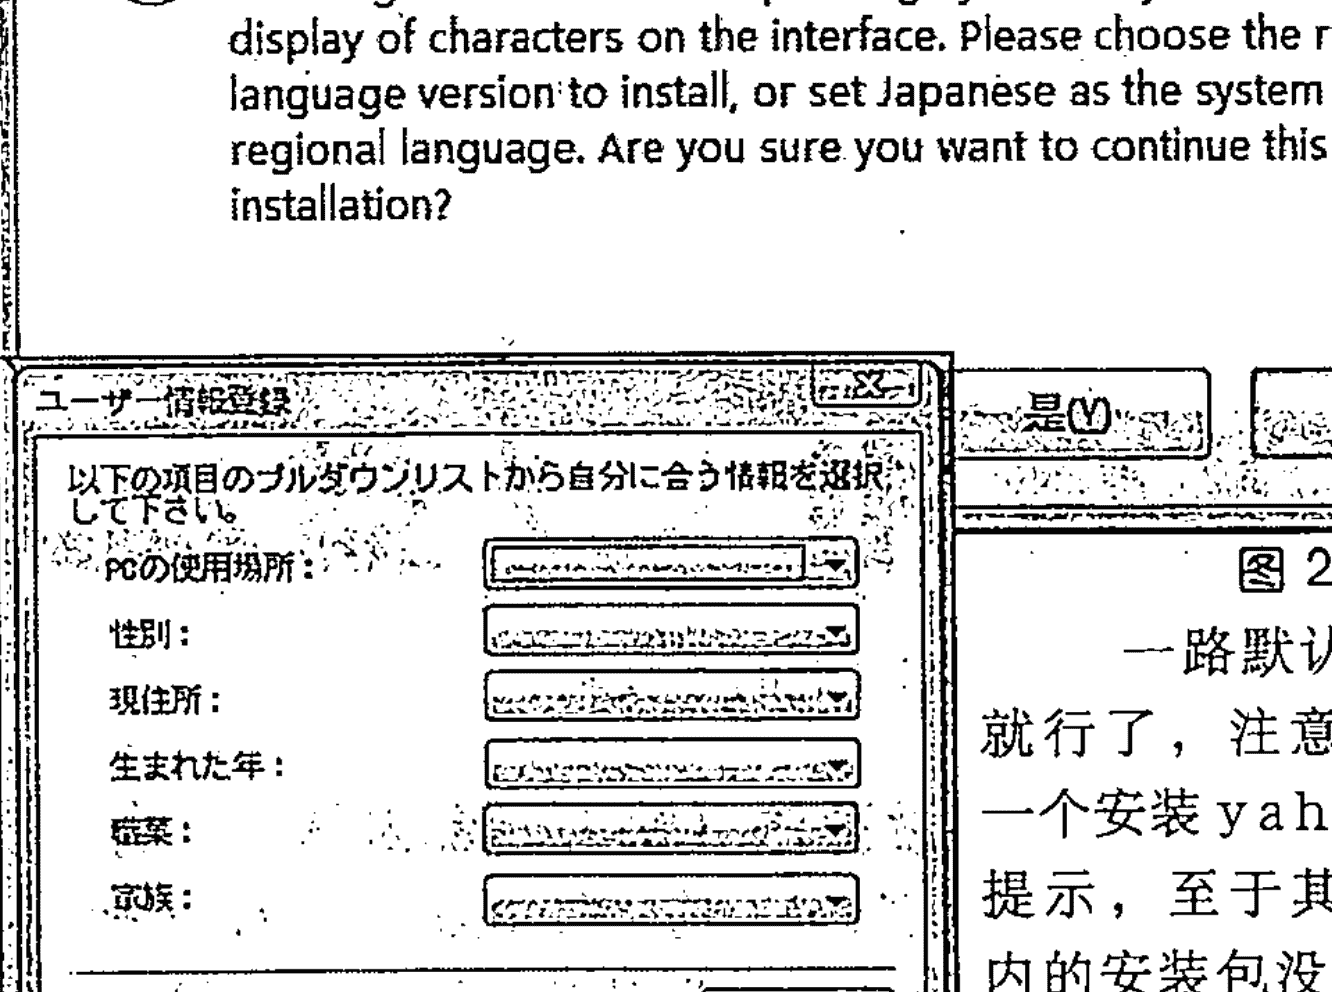 display of characters on the interface. Please choose the
language version to install, or set Japanese as the system
regional language. Are you sure you want to continue this
installation?
ユーザー情報登録
是(Y)
以下の項目のプルダウンリストから自分に合う情報を選択
して下さい。
PCの使用場所：
性別：
現住所：
生まれた年：
職業：
家族：
图 2
一路默认
就行了，注意
一个安装 yah
提示，至于其
内的安装包没